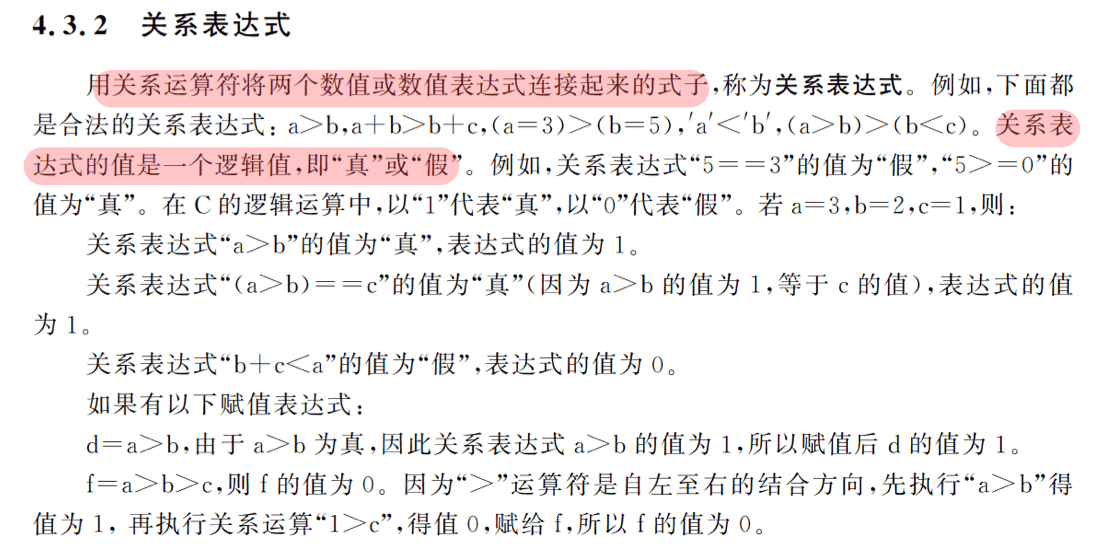 4.3.2 关系表达式
用关系运算符将两个数值或数值表达式连接起来的式子,称为关系表达式。例如,下面都
是合法的关系表达式:a>b,a+b>b+c,(a=3)>(b=5),'a'<'b',(a>b)>(b<c)。关系表
达式的值是一个逻辑值,即“真”或“假”。例如,关系表达式“5==3”的值为“假”,“5>=0”的
值为“真”。在 C 的逻辑运算中,以“1”代表“真”,以“0”代表“假”。若 a=3,b=2,c=1,则:
关系表达式“a>b”的值为“真”,表达式的值为 1。
关系表达式“(a>b)==c”的值为“真”(因为 a>b 的值为 1,等于 c 的值),表达式的值
为 1。
关系表达式“b+c<a”的值为“假”,表达式的值为 0。
如果有以下赋值表达式:
d=a>b,由于 a>b 为真,因此关系表达式 a>b 的值为 1,所以赋值后 d 的值为 1。
f=a>b>c,则 f 的值为 0。因为“>”运算符是自左至右的结合方向,先执行“a>b”得
值为 1, 再执行关系运算“1>c”,得值 0,赋给 f,所以 f 的值为 0。